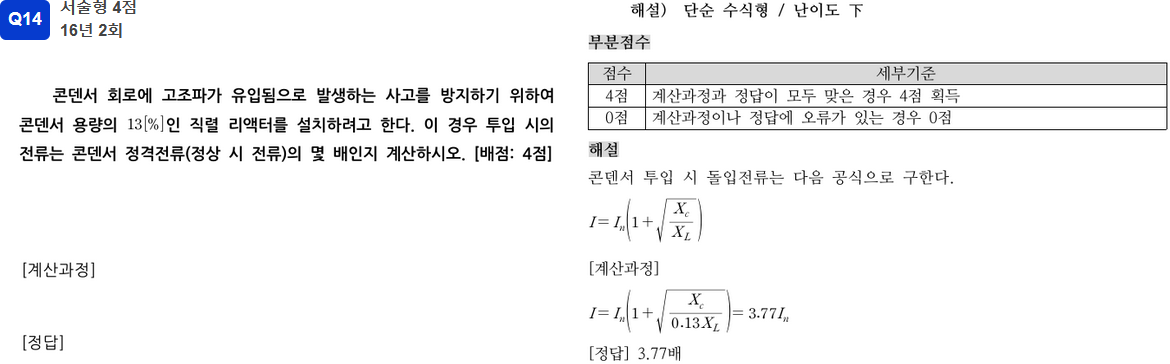 Q14
서술형 4점
16년 2회
콘덴서 회로에 고조파가 유입됨으로 발생하는 사고를 방지하기 위하여
콘덴서 용량의 13[%]인 직렬 리액터를 설치하려고 한다. 이 경우 투입 시의
전류는 콘덴서 정격전류(정상 시 전류)의 몇 배인지 계산하시오. [배점: 4점]
[계산과정]
[정답]
해설) 단순 수식형 / 난이도 下
부분점수
점수 세부기준
4점 계산과정과 정답이 모두 맞은 경우 4점 획득
0점 계산과정이나 정답에 오류가 있는 경우 0점
해설
콘덴서 투입 시 돌입전류는 다음 공식으로 구한다.
I = I_n(1+√(X_c/X_L))
[계산과정]
I = I_n(1+√(X_c/0.13X_L)) = 3.77I_n
[정답] 3.77배